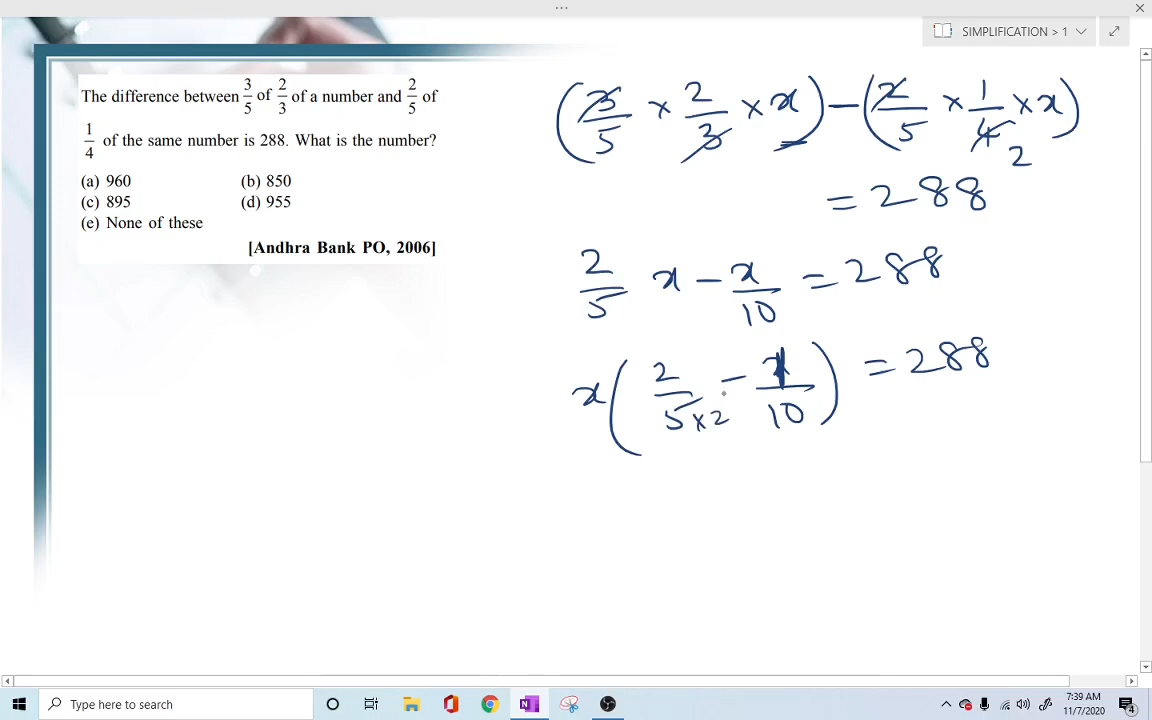 SIMPLIFICATION > 1
The difference between 3/5 of 2/3 of a number and 2/5 of
1/4 of the same number is 288. What is the number?
(a) 960 (b) 850
(c) 895 (d) 955
(e) None of these
[Andhra Bank PO, 2006]
(3/5 × 2/3 × x) − (2/5 × 1/4 × x)
2
= 288
2/5 x − x/10 = 288
x(2/5×2 − 1/10) = 288
Type here to search
7:39 AM
11/7/2020
4